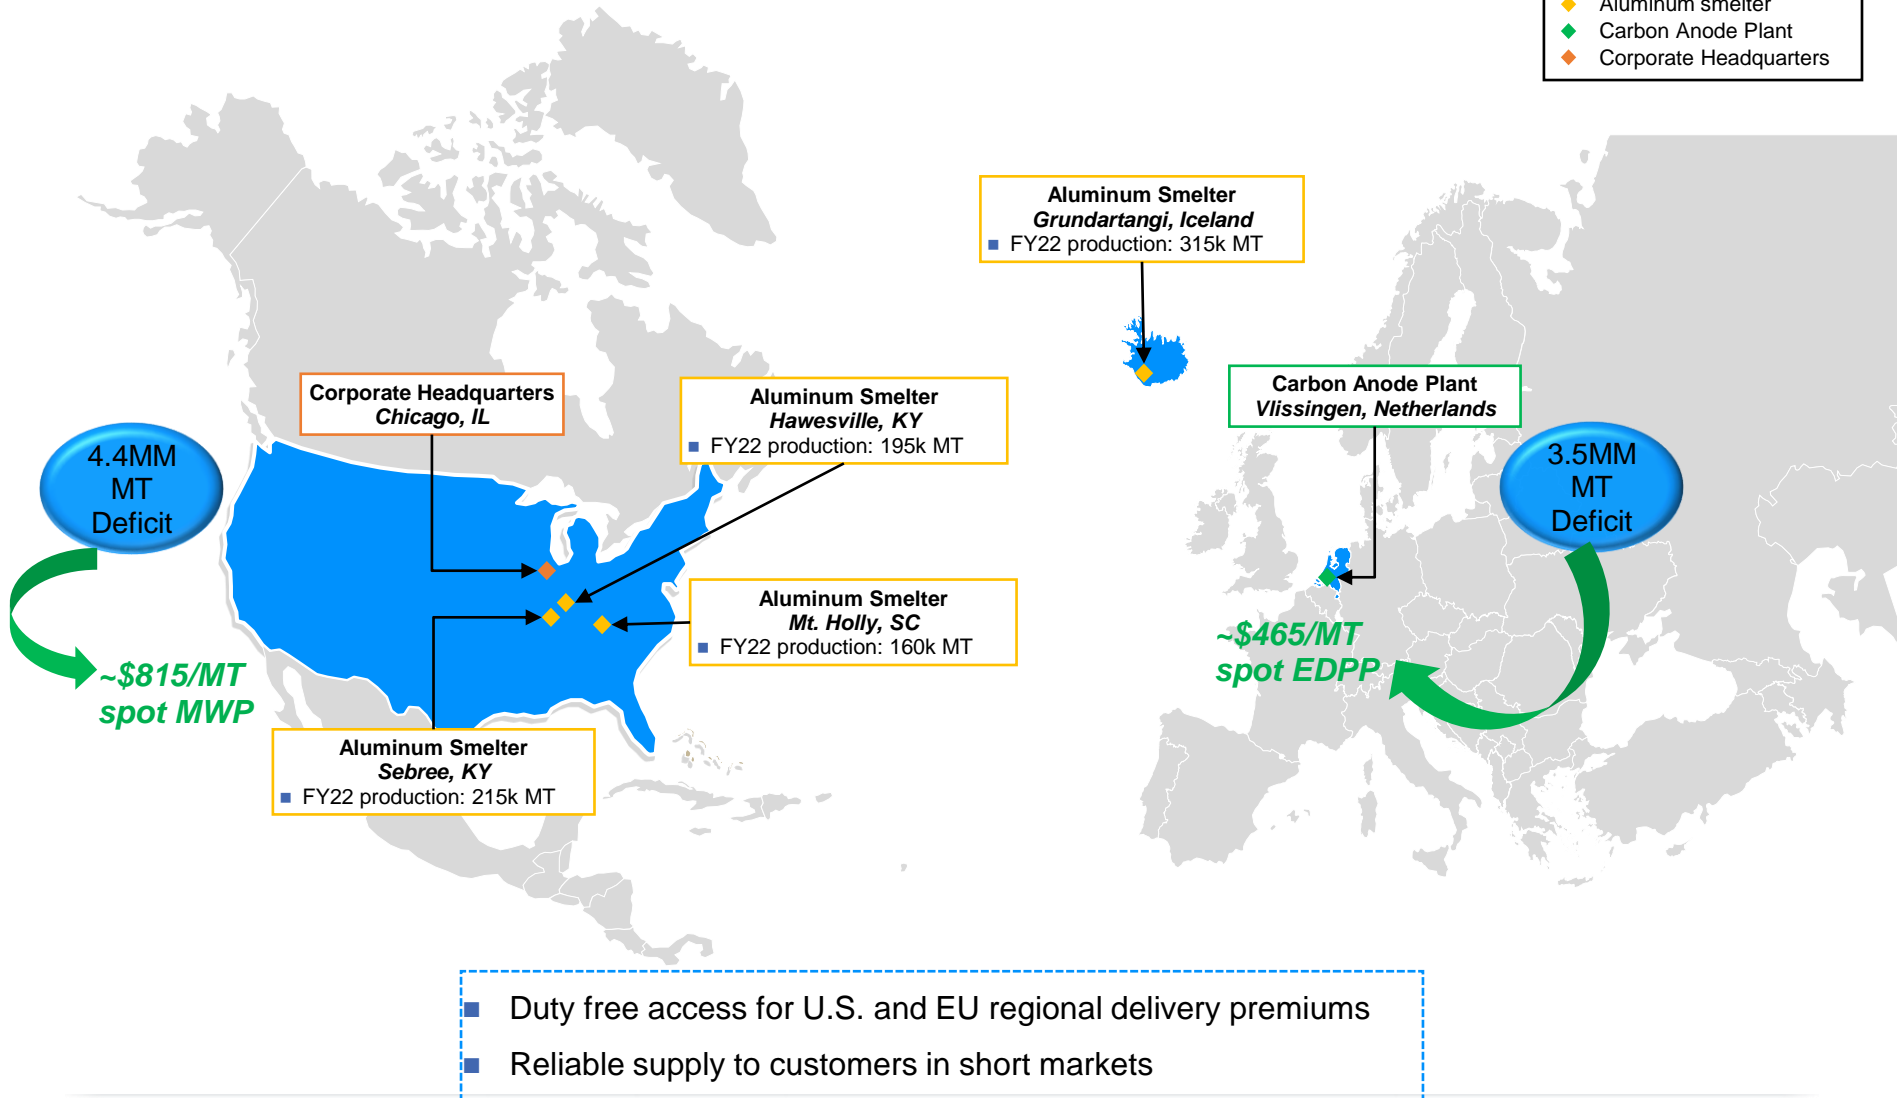 Aluminum smelter
Carbon Anode Plant
Corporate Headquarters
Aluminum Smelter
Grundartangi, Iceland
FY22 production: 315k MT
Corporate Headquarters
Chicago, IL
Aluminum Smelter
Hawesville, KY
FY22 production: 195k MT
Carbon Anode Plant
Vlissingen, Netherlands
4.4MM
MT
Deficit
3.5MM
MT
Deficit
Aluminum Smelter
Mt. Holly, SC
FY22 production: 160k MT
~$815/MT
spot MWP
~$465/MT
spot EDPP
Aluminum Smelter
Sebree, KY
FY22 production: 215k MT
Duty free access for U.S. and EU regional delivery premiums
Reliable supply to customers in short markets